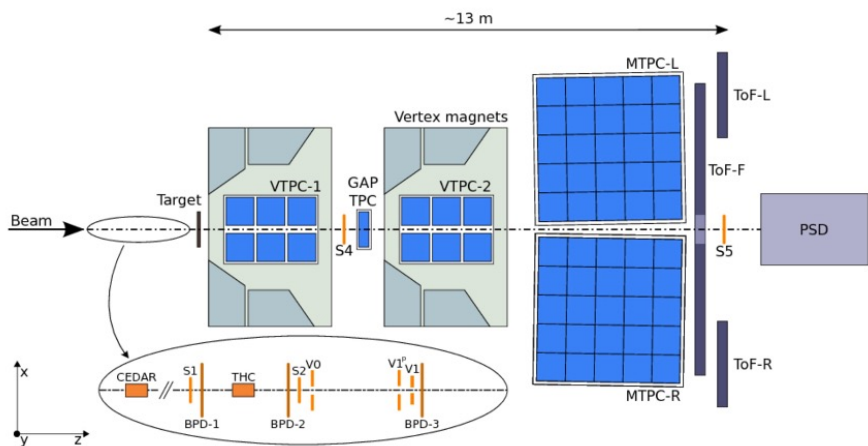 ~13 m
MTPC-L
ToF-L
Vertex magnets
ToF-F
VTPC-1
GAP
TPC
VTPC-2
Target
Beam
S4
S5
PSD
ToF-R
MTPC-R
x
y
z
CEDAR
S1
THC
S2
V0
V1ᵖ
V1
BPD-1
BPD-2
BPD-3